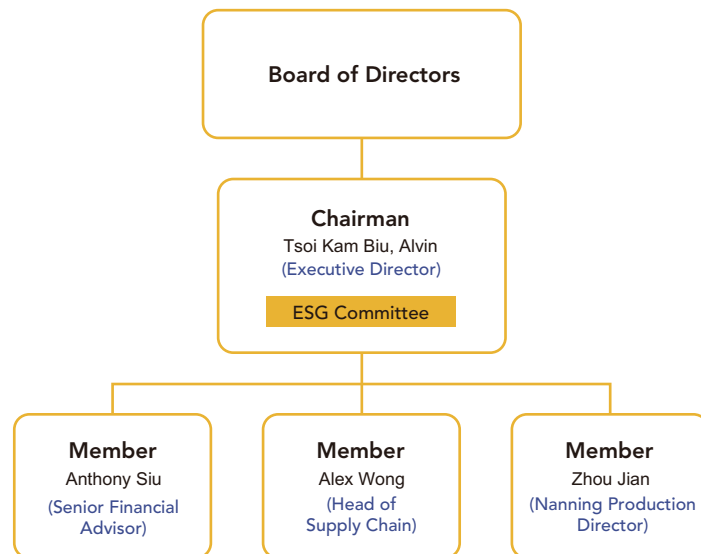 Board of Directors
Chairman
Tsoi Kam Biu, Alvin
(Executive Director)
ESG Committee
Member
Anthony Siu
(Senior Financial
Advisor)
Member
Alex Wong
(Head of
Supply Chain)
Member
Zhou Jian
(Nanning Production
Director)